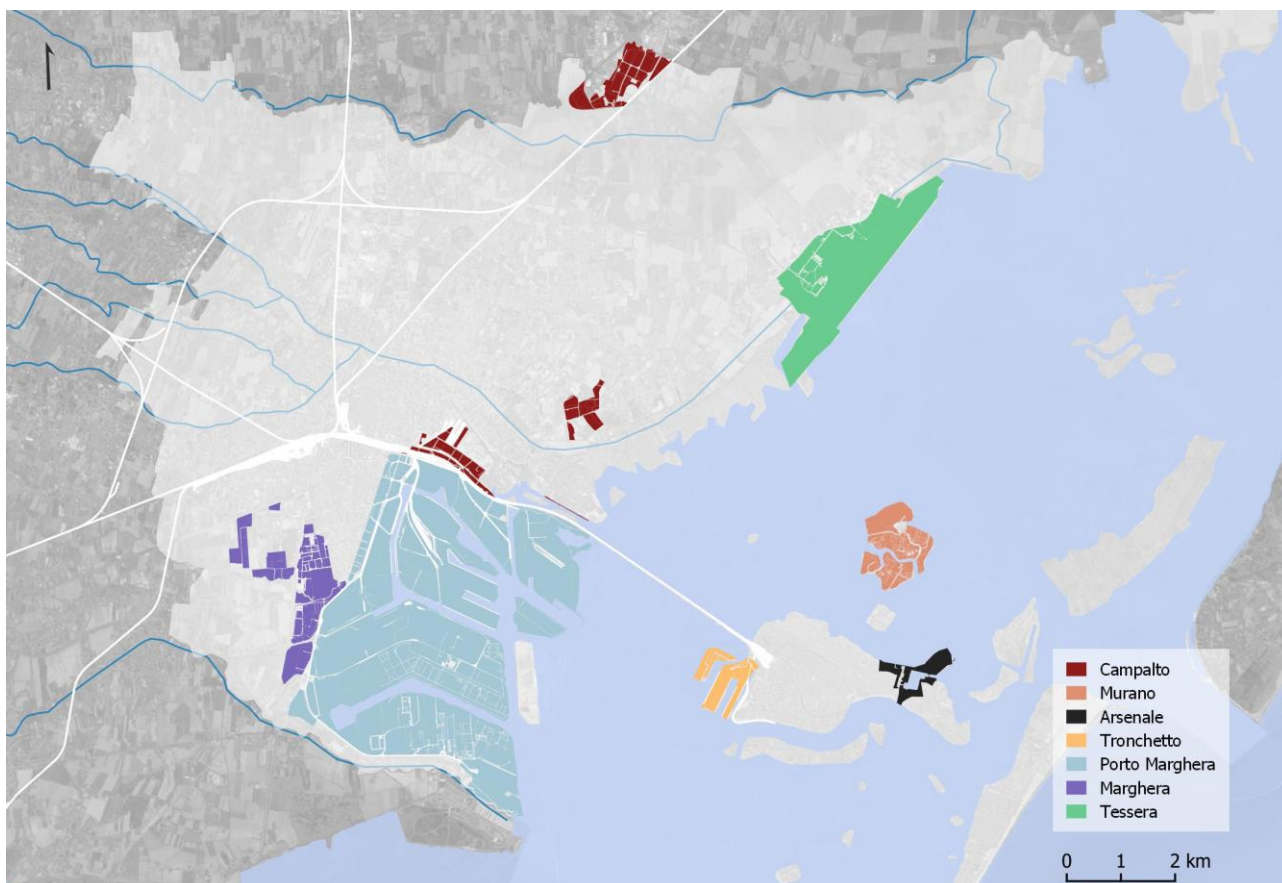 Campalto
Murano
Arsenale
Tronchetto
Porto Marghera
Marghera
Tessera
0 1 2 km